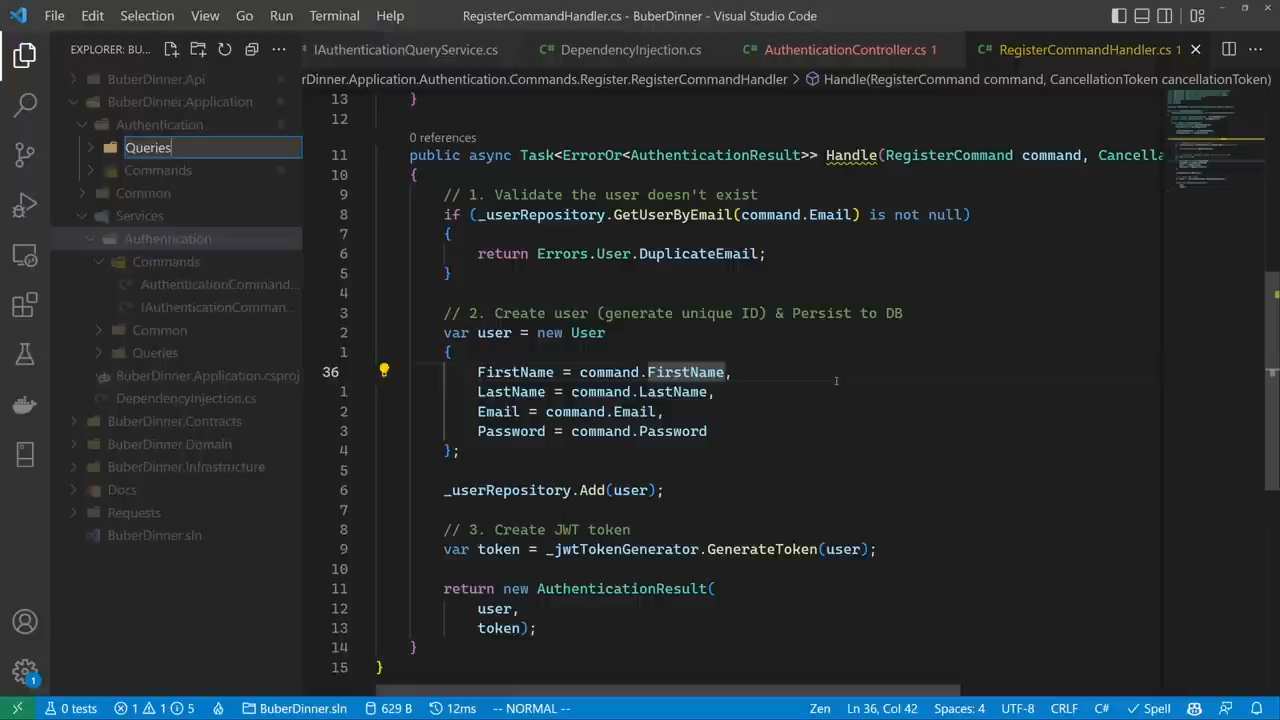 File Edit Selection View Go Run Terminal Help RegisterCommandHandler.cs - BuberDinner - Visual Studio Code
EXPLORER: BU... IAuthenticationQueryService.cs C# DependencyInjection.cs C# AuthenticationController.cs 1 C# RegisterCommandHandler.cs 1
rDinner.Application.Authentication.Commands.Register.RegisterCommandHandler > Handle(RegisterCommand command, CancellationToken cancellationToken)
BuberDinner.Api
BuberDinner.Application
Authentication
Queries
Commands
Common
Services
Authentication
Commands
AuthenticationCommand...
IAuthenticationComman...
Common
Queries
BuberDinner.Application.csproj
DependencyInjection.cs
BuberDinner.Contracts
BuberDinner.Domain
BuberDinner.Infrastructure
Docs
Requests
BuberDinner.sln
13 }
12
0 references
11 public async Task<ErrorOr<AuthenticationResult>> Handle(RegisterCommand command, Cancella
10 {
9 // 1. Validate the user doesn't exist
8 if (_userRepository.GetUserByEmail(command.Email) is not null)
7 {
6 return Errors.User.DuplicateEmail;
5 }
4
3 // 2. Create user (generate unique ID) & Persist to DB
2 var user = new User
1 {
36 FirstName = command.FirstName,
1 LastName = command.LastName,
2 Email = command.Email,
3 Password = command.Password
4 };
5
6 _userRepository.Add(user);
7
8 // 3. Create JWT token
9 var token = _jwtTokenGenerator.GenerateToken(user);
10
11 return new AuthenticationResult(
12 user,
13 token);
14 }
15 }
1
0 tests 1 1 5 BuberDinner.sln 629 B 12ms -- NORMAL -- Zen Ln 36, Col 42 Spaces: 4 UTF-8 CRLF C# Spell